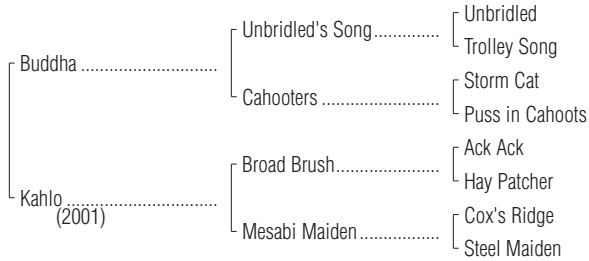 Unbridled
Unbridled's Song..............
Trolley Song
Buddha ............................
Storm Cat
Cahooters ........................
Puss in Cahoots
Ack Ack
Broad Brush.....................
Hay Patcher
Kahlo ...............................
(2001)
Cox's Ridge
Mesabi Maiden................
Steel Maiden